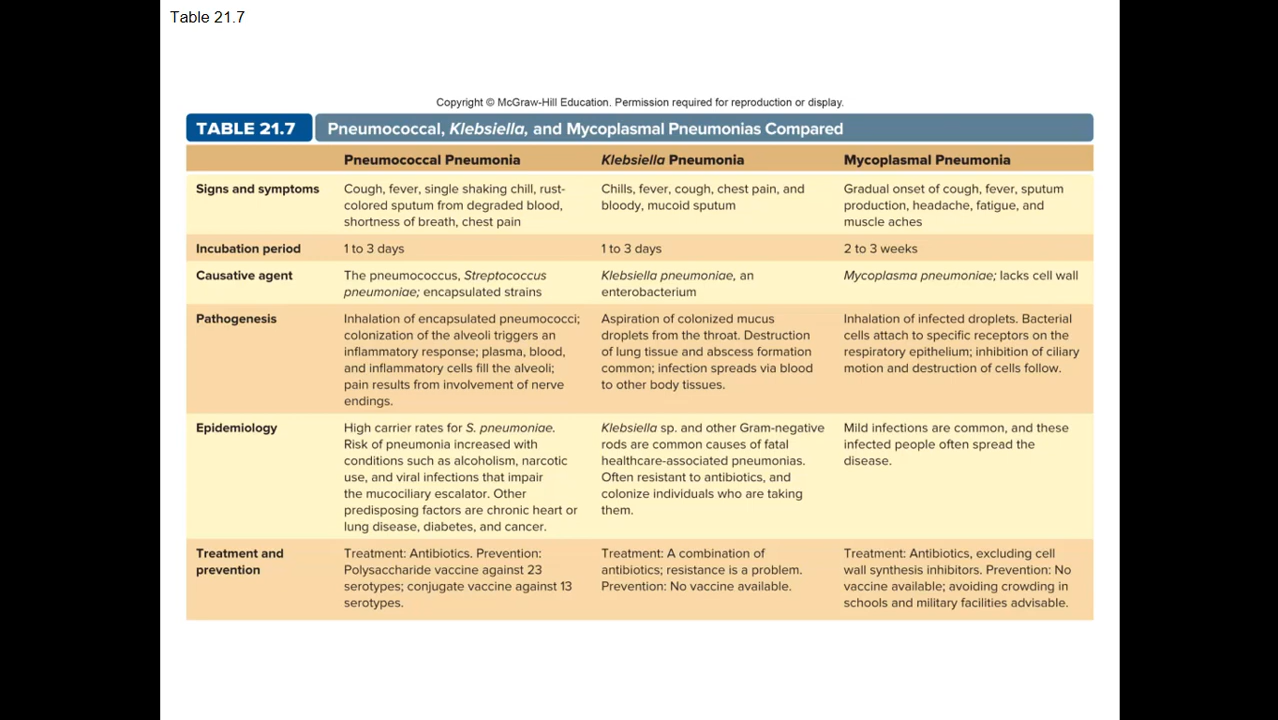 Table 21.7
Copyright © McGraw-Hill Education. Permission required for reproduction or display.
TABLE 21.7 Pneumococcal, Klebsiella, and Mycoplasmal Pneumonias Compared
Pneumococcal Pneumonia Klebsiella Pneumonia Mycoplasmal Pneumonia
Signs and symptoms
Cough, fever, single shaking chill, rust-
colored sputum from degraded blood,
shortness of breath, chest pain
Chills, fever, cough, chest pain, and
bloody, mucoid sputum
Gradual onset of cough, fever, sputum
production, headache, fatigue, and
muscle aches
Incubation period
1 to 3 days
1 to 3 days
2 to 3 weeks
Causative agent
The pneumococcus, Streptococcus
pneumoniae; encapsulated strains
Klebsiella pneumoniae, an
enterobacterium
Mycoplasma pneumoniae; lacks cell wall
Pathogenesis
Inhalation of encapsulated pneumococci;
colonization of the alveoli triggers an
inflammatory response; plasma, blood,
and inflammatory cells fill the alveoli;
pain results from involvement of nerve
endings.
Aspiration of colonized mucus
droplets from the throat. Destruction
of lung tissue and abscess formation
common; infection spreads via blood
to other body tissues.
Inhalation of infected droplets. Bacterial
cells attach to specific receptors on the
respiratory epithelium; inhibition of ciliary
motion and destruction of cells follow.
Epidemiology
High carrier rates for S. pneumoniae.
Risk of pneumonia increased with
conditions such as alcoholism, narcotic
use, and viral infections that impair
the mucociliary escalator. Other
predisposing factors are chronic heart or
lung disease, diabetes, and cancer.
Klebsiella sp. and other Gram-negative
rods are common causes of fatal
healthcare-associated pneumonias.
Often resistant to antibiotics, and
colonize individuals who are taking
them.
Mild infections are common, and these
infected people often spread the
disease.
Treatment and
prevention
Treatment: Antibiotics. Prevention:
Polysaccharide vaccine against 23
serotypes; conjugate vaccine against 13
serotypes.
Treatment: A combination of
antibiotics; resistance is a problem.
Prevention: No vaccine available.
Treatment: Antibiotics, excluding cell
wall synthesis inhibitors. Prevention: No
vaccine available; avoiding crowding in
schools and military facilities advisable.